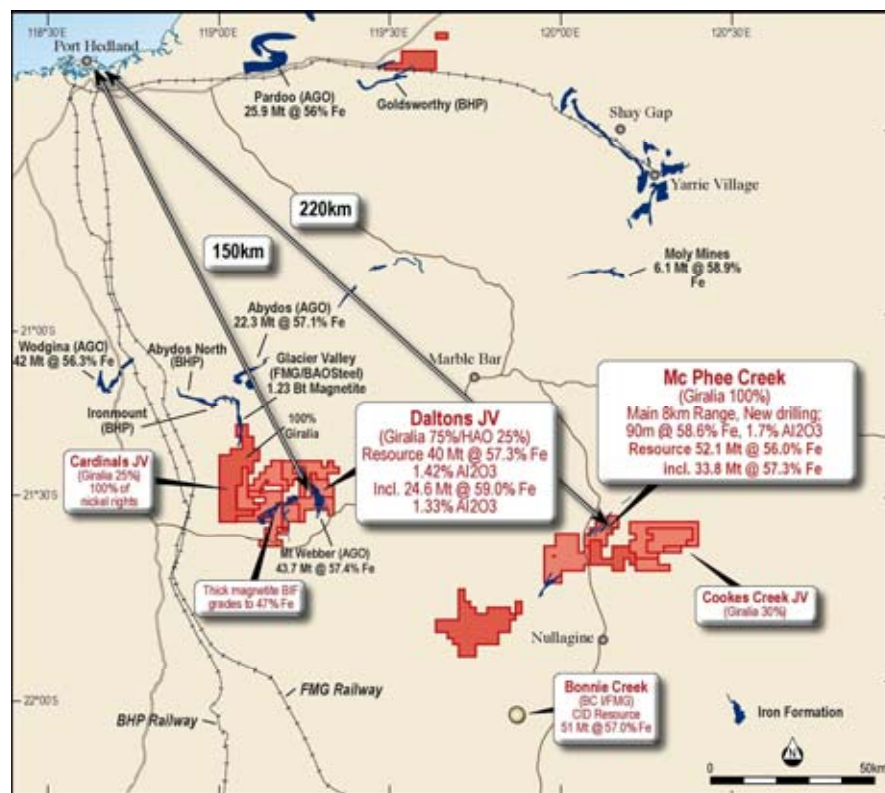 118°30'E
119°00'E
120°00'E
120°30'E
Port Hedland
Pardoo (AGO)
25.9 Mt @ 56% Fe
Goldsworthy (BHP)
Shay Gap
Yarrie Village
220km
150km
Moly Mines
6.1 Mt @ 58.9%
Fe
Abydos (AGO)
22.3 Mt @ 57.1% Fe
21°00'S
21°00'S
Wodgina (AGO)
42 Mt @ 56.3% Fe
Abydos North
(BHP)
Glacier Valley
(FMG/BAOSteel)
1.23 Bt Magnetite
Marble Bar
Ironmount
(BHP)
100%
Giralia
Mc Phee Creek
(Giralia 100%)
Main 8km Range, New drilling;
90m @ 58.6% Fe, 1.7% Al2O3
Resource 52.1 Mt @ 56.0% Fe
incl. 33.8 Mt @ 57.3% Fe
Daltons JV
(Giralia 75%/HAO 25%)
Resource 40 Mt @ 57.3% Fe
1.42% Al2O3
Incl. 24.6 Mt @ 59.0% Fe
1.33% Al2O3
Cardinals JV
(Giralia 25%)
100% of
nickel rights
21°30'S
21°30'S
Mt Webber (AGO)
43.7 Mt @ 57.4% Fe
Thick magnetite BIF
grades to 47% Fe
Cookes Creek JV
(Giralia 30%)
Nullagine
Bonnie Creek
(BC I/FMG)
CID Resource
51 Mt @ 57.0% Fe
22°00'S
22°00'S
FMG Railway
BHP Railway
Iron Formation
N
0
50km